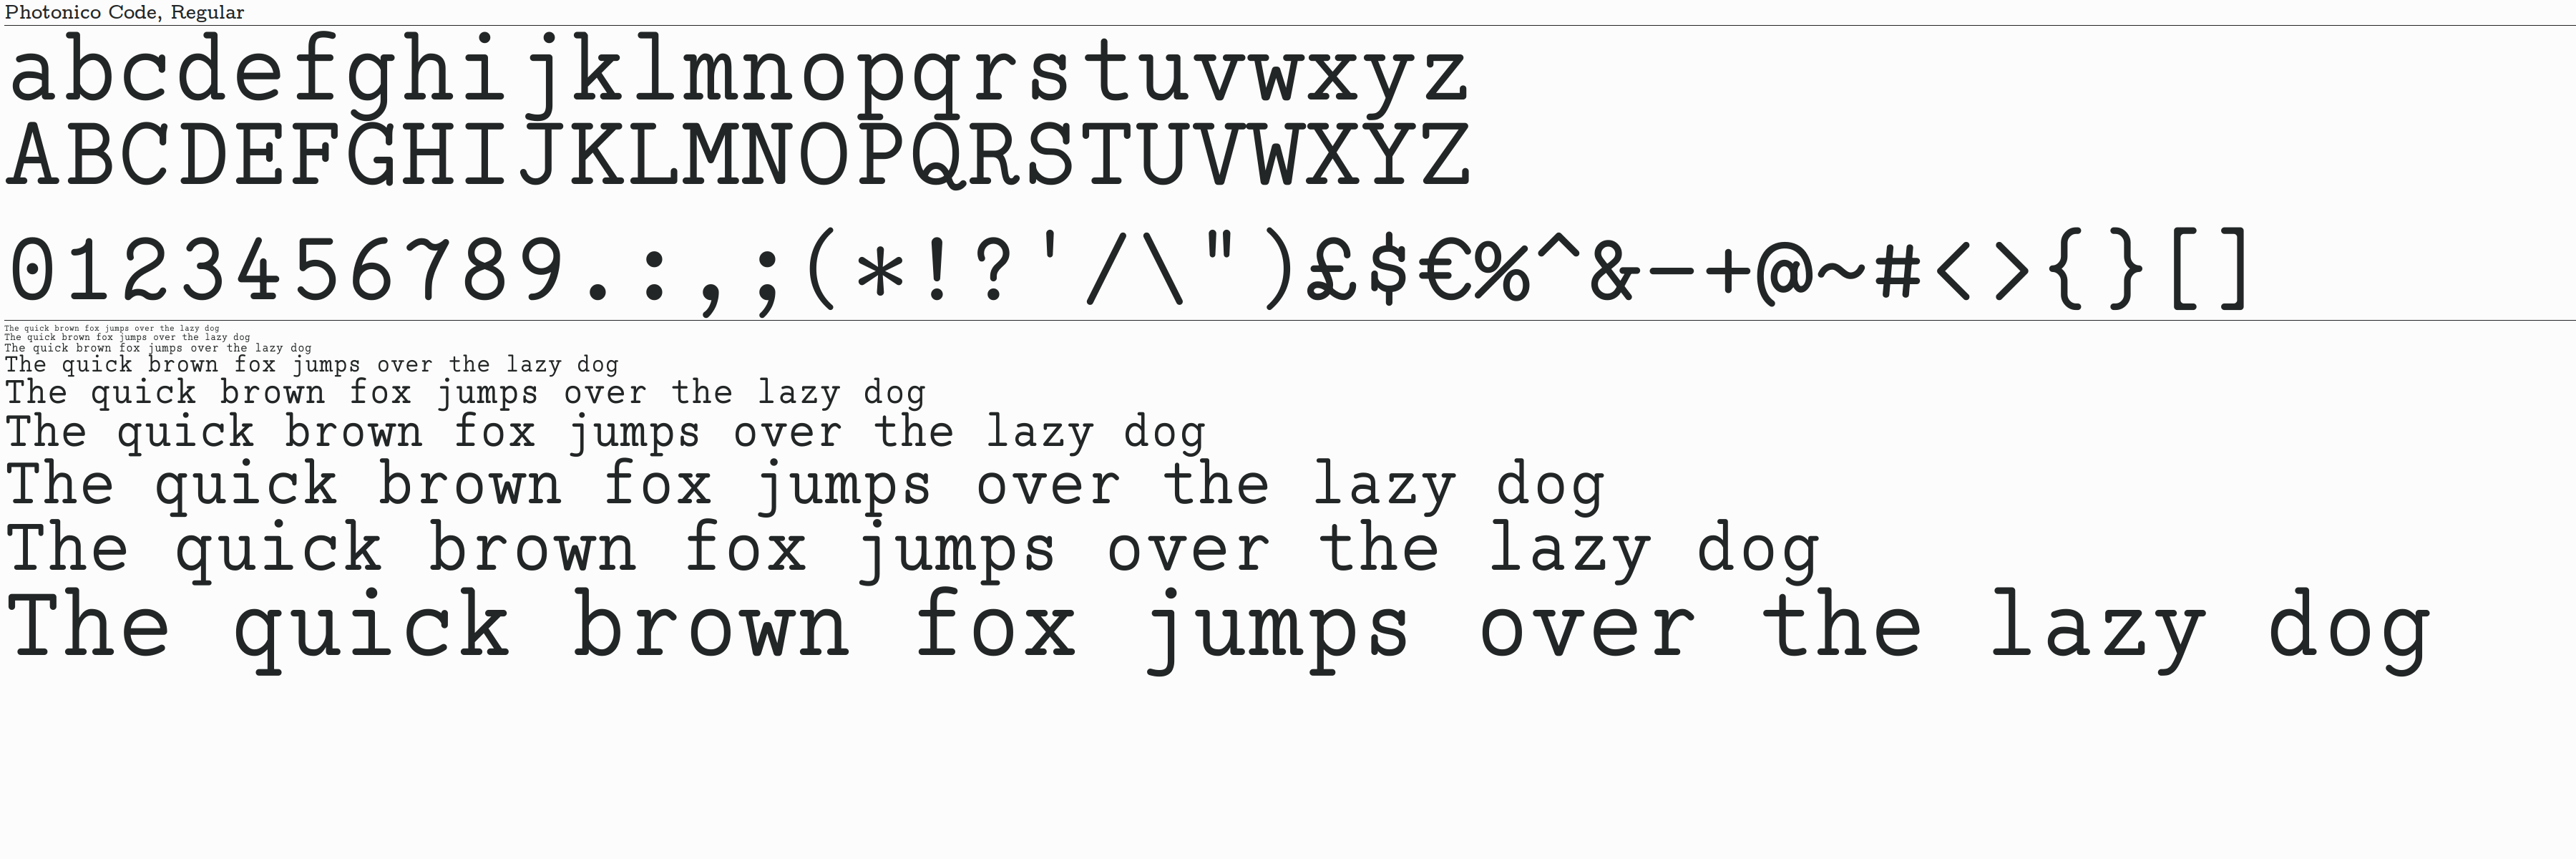 Photonico Code, Regular
abcdefghijklmnopqrstuvwxyz
ABCDEFGHIJKLMNOPQRSTUVWXYZ
0123456789.:,;(*!?'/\")£$€%^&-+@~#<>{}[]
The quick brown fox jumps over the lazy dog
The quick brown fox jumps over the lazy dog
The quick brown fox jumps over the lazy dog
The quick brown fox jumps over the lazy dog
The quick brown fox jumps over the lazy dog
The quick brown fox jumps over the lazy dog
The quick brown fox jumps over the lazy dog
The quick brown fox jumps over the lazy dog
The quick brown fox jumps over the lazy dog